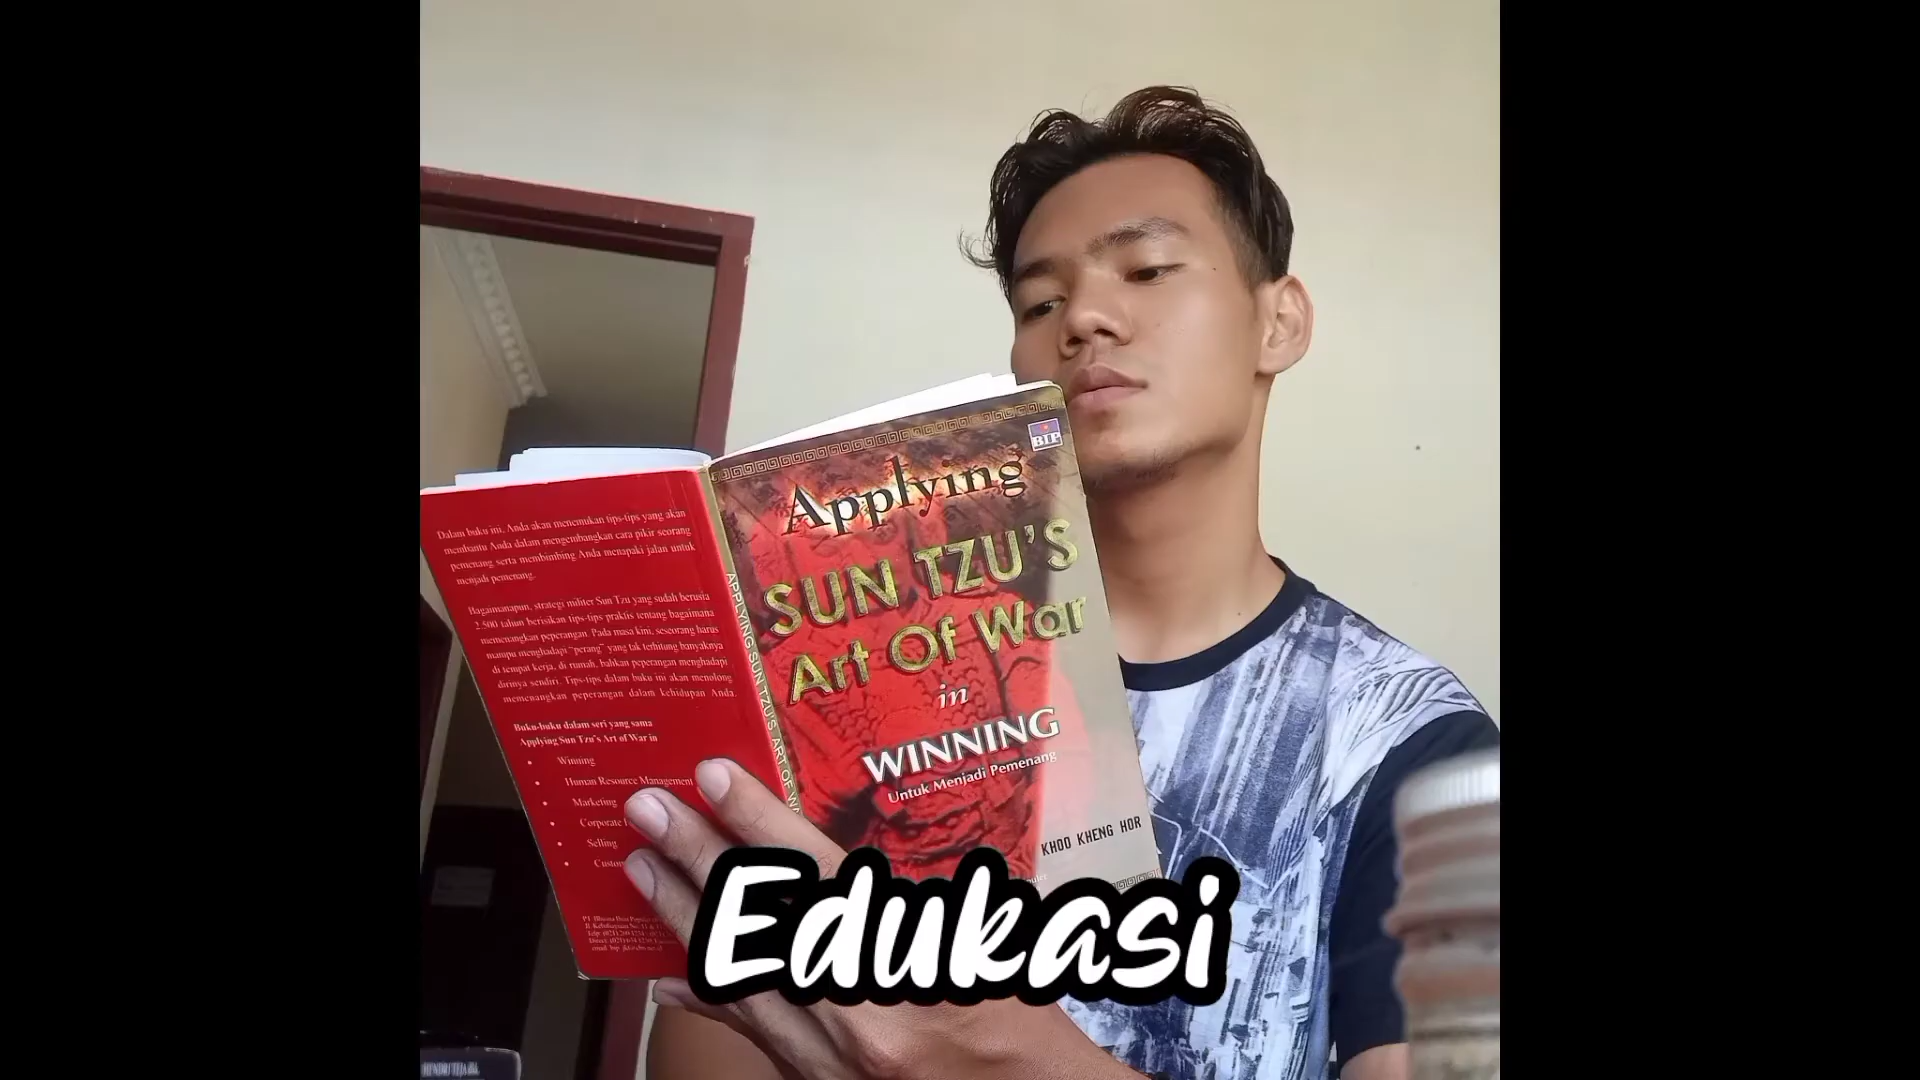 Dalam buku ini, Anda akan menemukan tips-tips yang akan
membantu Anda dalam mengembangkan cara pikir seorang
pemenang serta membimbing Anda menapaki jalan untuk
menjadi pemenang.
Bagaimanapun, strategi militer Sun Tzu yang sudah berusia
2.500 tahun berisikan tips-tips praktis tentang bagaimana
memenangkan peperangan. Pada masa kini, seseorang harus
mampu menghadapi "perang" yang tak terhitung banyaknya
di tempat kerja, di rumah, bahkan peperangan menghadapi
dirinya sendiri. Tips-tips dalam buku ini akan menolong
memenangkan peperangan dalam kehidupan Anda.
Buku-buku dalam seri yang sama
Applying Sun Tzu's Art of War in
• Winning
• Human Resource Management
• Marketing
• Corporate
• Selling
APPLYING SUN TZU'S ART OF
BIP
Applying
SUN TZU'S
Art Of War
in
WINNING
Untuk Menjadi Pemenang
KHOO KHENG HOR
Edukasi